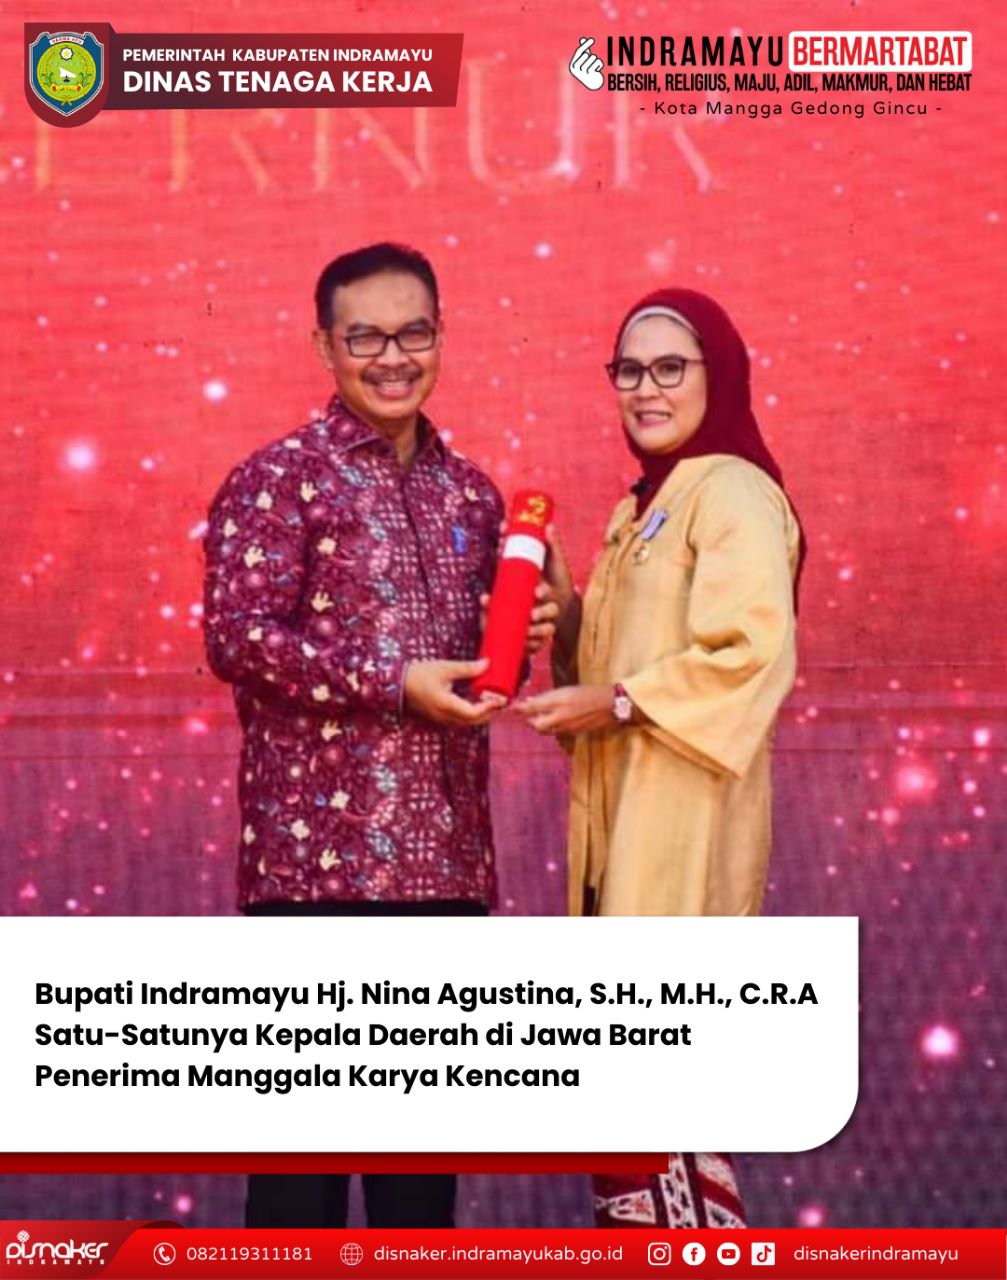 PEMERINTAH KABUPATEN INDRAMAYU
DINAS TENAGA KERJA
INDRAMAYU BERMARTABAT
BERSIH, RELIGIUS, MAJU, ADIL, MAKMUR, DAN HEBAT
- Kota Mangga Gedong Gincu -
ERNUR
Bupati Indramayu Hj. Nina Agustina, S.H., M.H., C.R.A
Satu-Satunya Kepala Daerah di Jawa Barat
Penerima Manggala Karya Kencana
DISNAKER
INDRAMAYU
082119311181
disnaker.indramayukab.go.id
disnakerindramayu